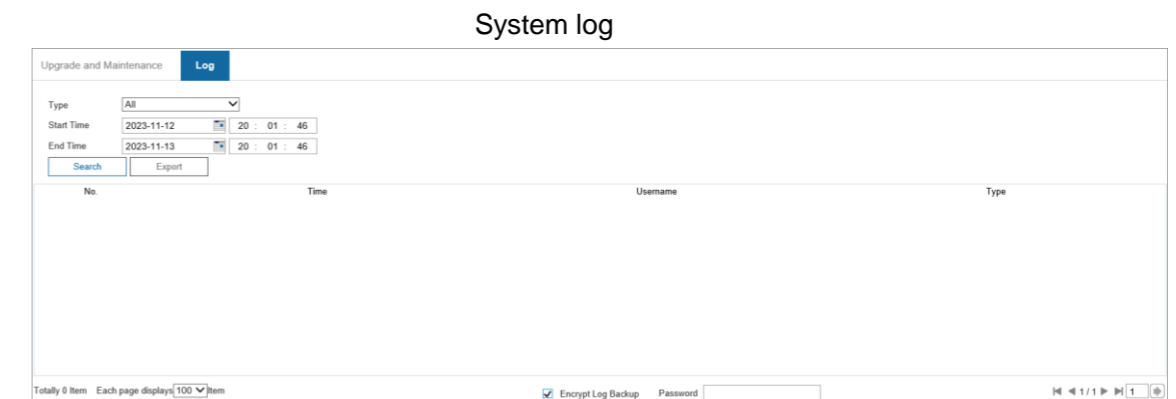 System log
Upgrade and Maintenance Log
Type All
Start Time 2023-11-12 20 : 01 : 46
End Time 2023-11-13 20 : 01 : 46
Search Export
No. Time Username Type
Totally 0 Item Each page displays 100 Item Encrypt Log Backup Password 1 / 1 1